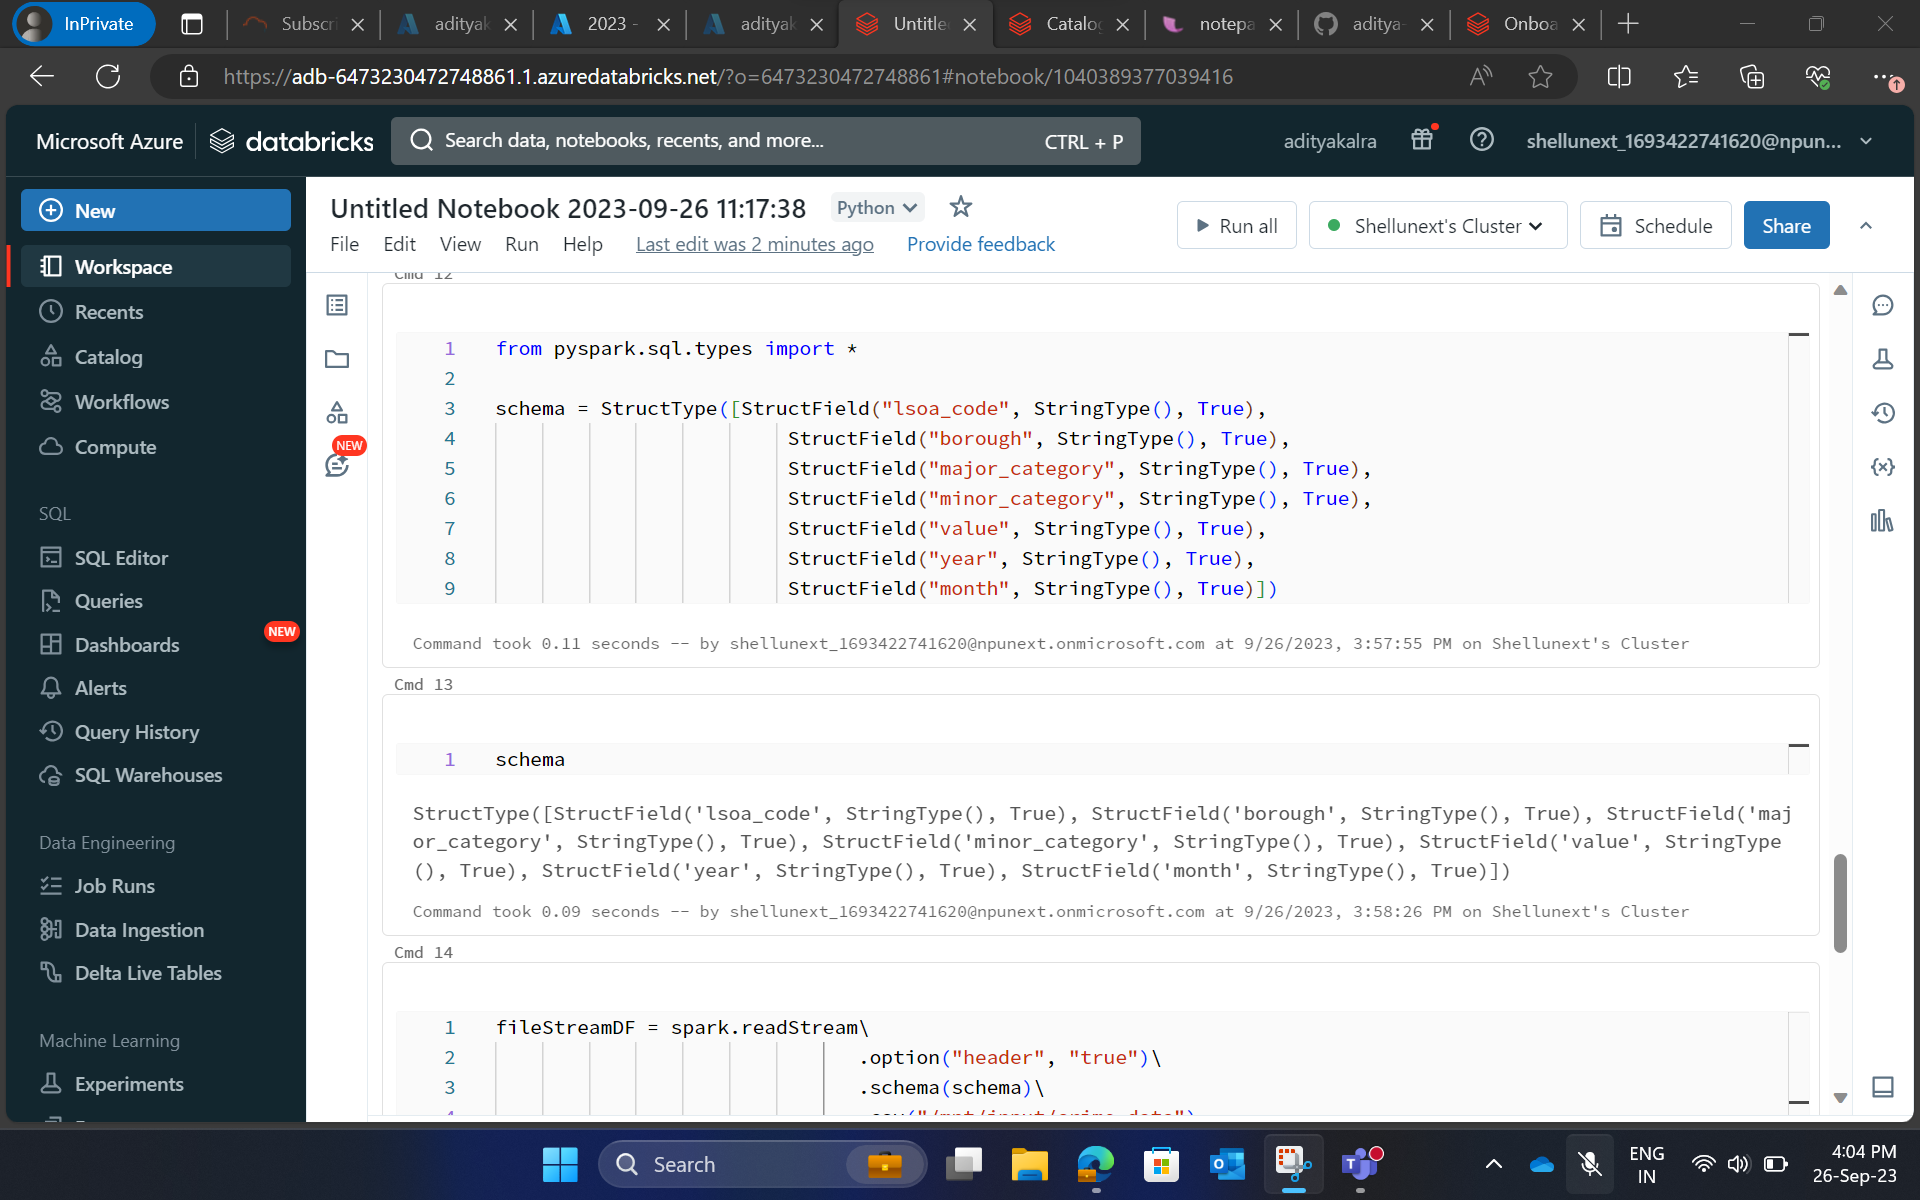 InPrivate
Subscri
adityak
2023 -
adityak
Untitle
Catalog
notepa
aditya-
Onboa
https://adb-6473230472748861.1.azuredatabricks.net/?o=6473230472748861#notebook/1040389377039416
Microsoft Azure
databricks
Search data, notebooks, recents, and more...
CTRL + P
adityakalra
shellunext_1693422741620@npun...
New
Workspace
Recents
Catalog
Workflows
Compute
SQL
SQL Editor
Queries
Dashboards
NEW
Alerts
Query History
SQL Warehouses
Data Engineering
Job Runs
Data Ingestion
Delta Live Tables
Machine Learning
Experiments
Untitled Notebook 2023-09-26 11:17:38
Python
File Edit View Run Help Last edit was 2 minutes ago Provide feedback
Run all
Shellunext's Cluster
Schedule
Share
NEW
Cmd 12
1 from pyspark.sql.types import *
2
3 schema = StructType([StructField("lsoa_code", StringType(), True),
4 StructField("borough", StringType(), True),
5 StructField("major_category", StringType(), True),
6 StructField("minor_category", StringType(), True),
7 StructField("value", StringType(), True),
8 StructField("year", StringType(), True),
9 StructField("month", StringType(), True)])
Command took 0.11 seconds -- by shellunext_1693422741620@npunext.onmicrosoft.com at 9/26/2023, 3:57:55 PM on Shellunext's Cluster
Cmd 13
1 schema
StructType([StructField('lsoa_code', StringType(), True), StructField('borough', StringType(), True), StructField('maj
or_category', StringType(), True), StructField('minor_category', StringType(), True), StructField('value', StringType
(), True), StructField('year', StringType(), True), StructField('month', StringType(), True)])
Command took 0.09 seconds -- by shellunext_1693422741620@npunext.onmicrosoft.com at 9/26/2023, 3:58:26 PM on Shellunext's Cluster
Cmd 14
1 fileStreamDF = spark.readStream\
2 .option("header", "true")\
3 .schema(schema)\
4 .csv("/mnt/input/crime_data")
Search
ENG
IN
4:04 PM
26-Sep-23